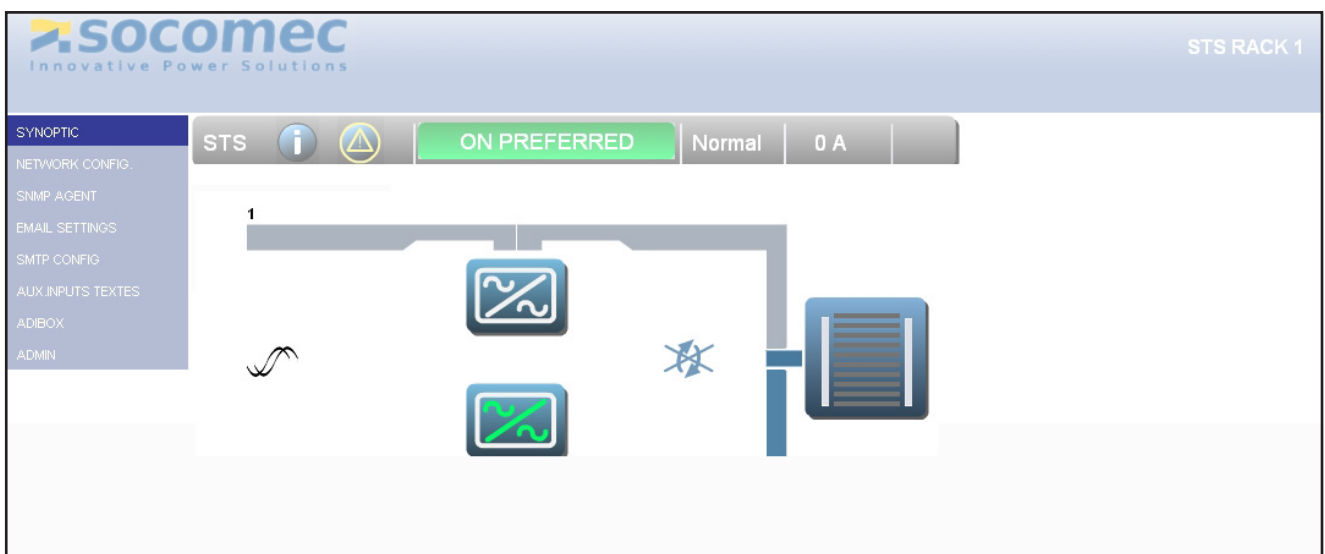 socomec
Innovative Power Solutions
STS RACK 1
SYNOPTIC
NETWORK CONFIG.
SNMP AGENT
EMAIL SETTINGS
SMTP CONFIG
AUX.INPUTS TEXTES
ADIBOX
ADMIN
STS i ON PREFERRED Normal 0 A
1